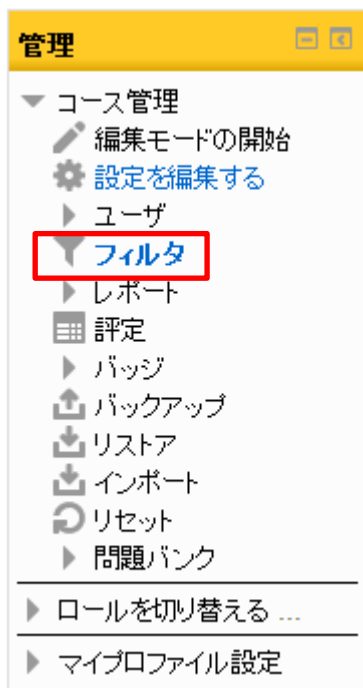 管理
コース管理
編集モードの開始
設定を編集する
ユーザ
フィルタ
レポート
評定
バッジ
バックアップ
リストア
インポート
リセット
問題バンク
ロールを切り替える ...
マイプロファイル設定